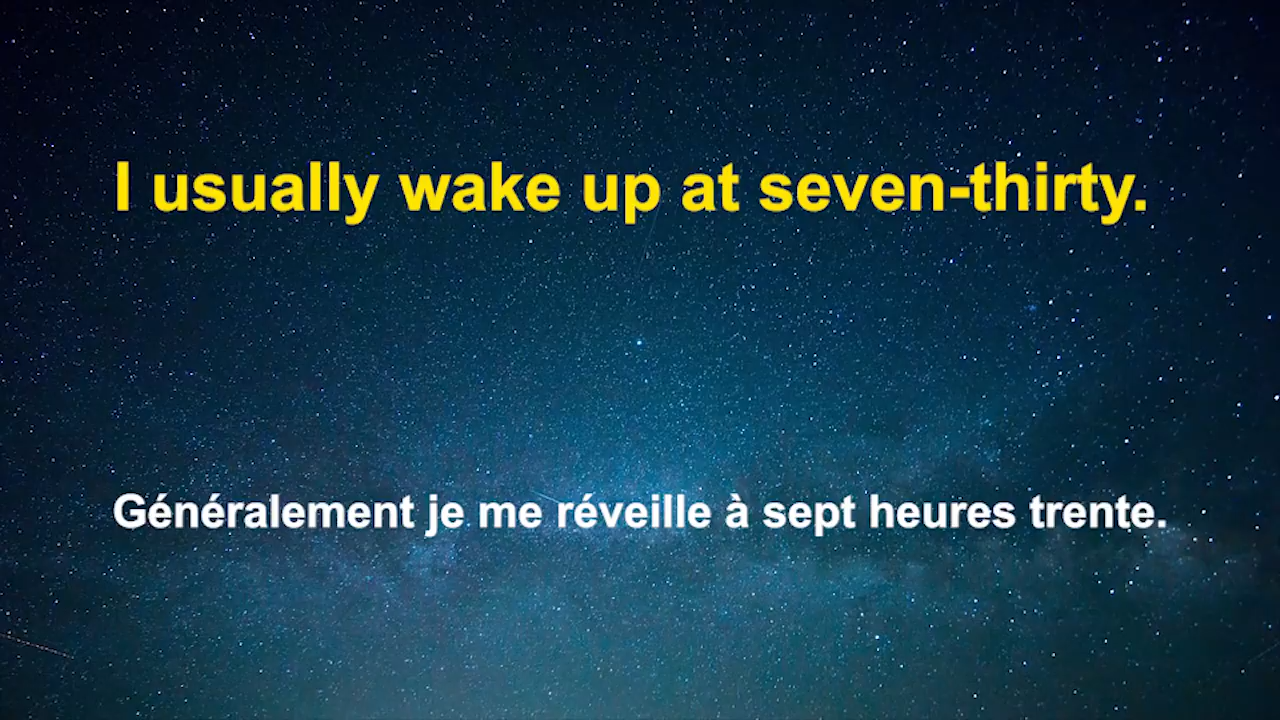 I usually wake up at seven-thirty.
Généralement je me réveille à sept heures trente.